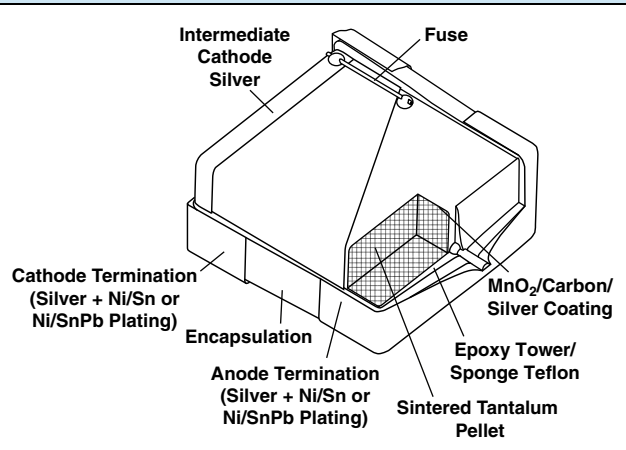 Intermediate
Cathode
Silver
Fuse
Cathode Termination
(Silver + Ni/Sn or
Ni/SnPb Plating)
Encapsulation
Anode Termination
(Silver + Ni/Sn or
Ni/SnPb Plating)
MnO₂/Carbon/
Silver Coating
Epoxy Tower/
Sponge Teflon
Sintered Tantalum
Pellet